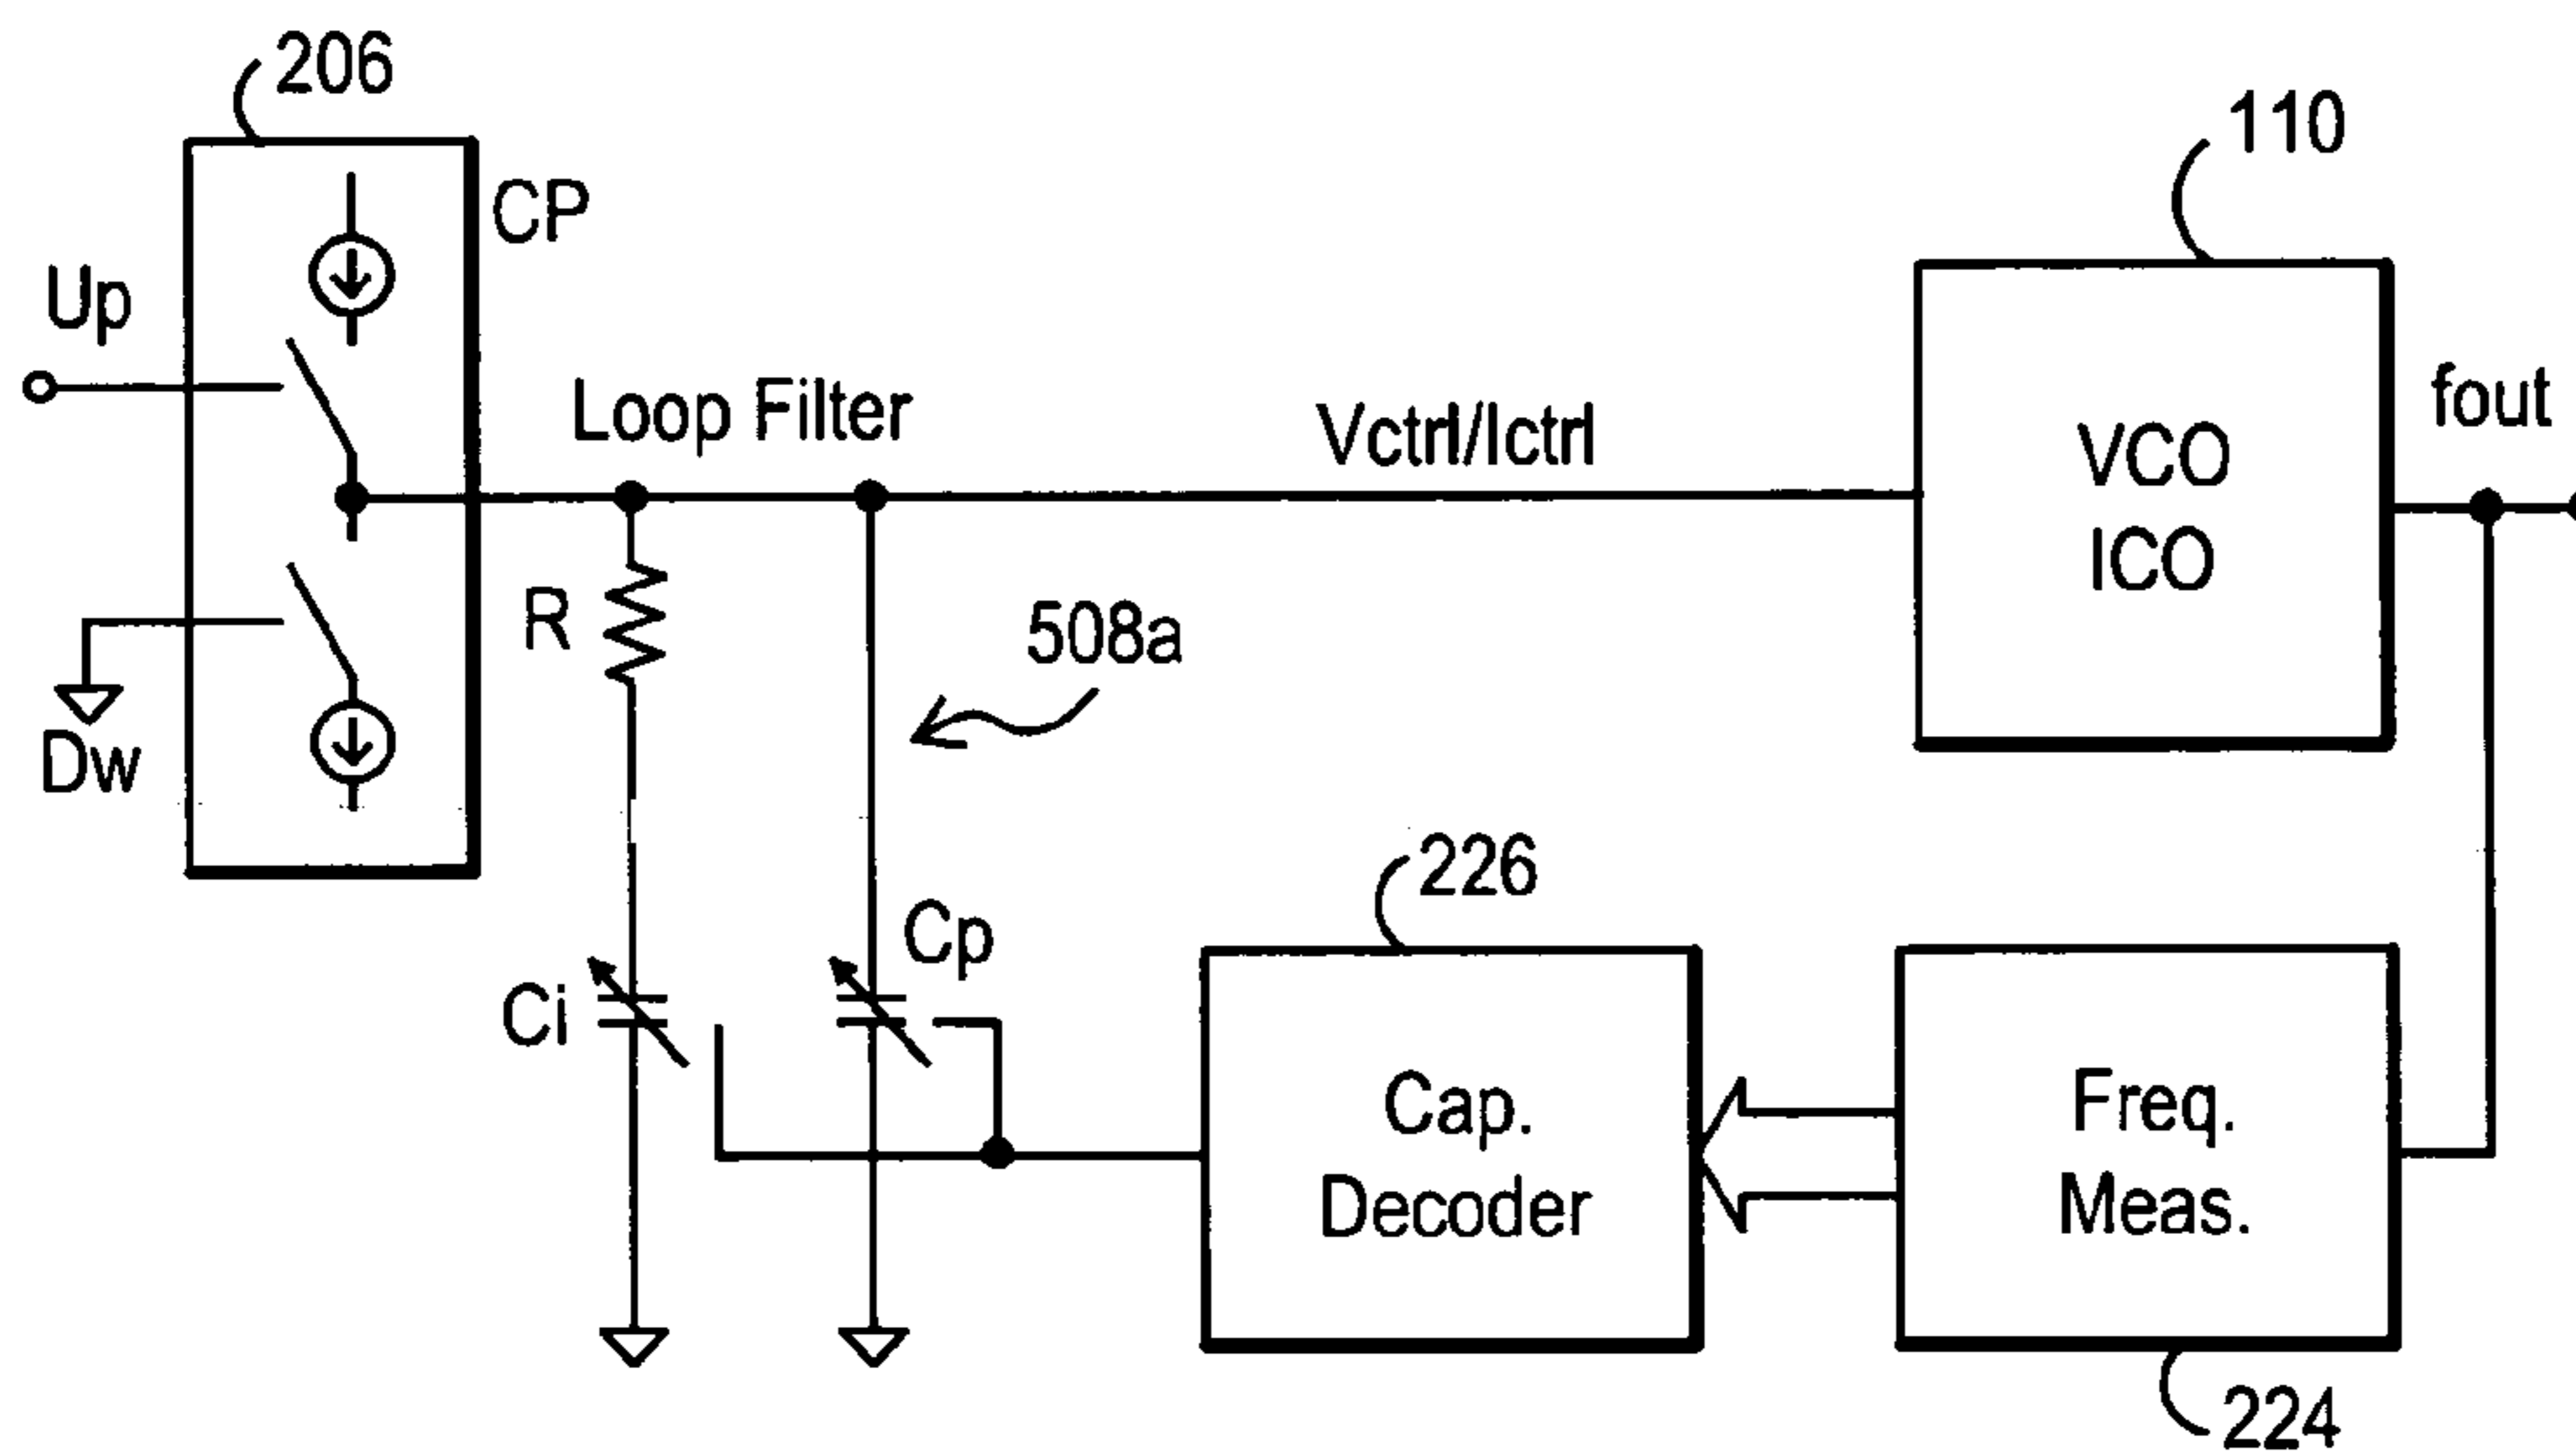 206
110
CP
Up
Loop Filter
Vctrl/Ictrl
fout
VCO
ICO
R
508a
Dw
226
Cp
Ci
Cap.
Decoder
Freq.
Meas.
224